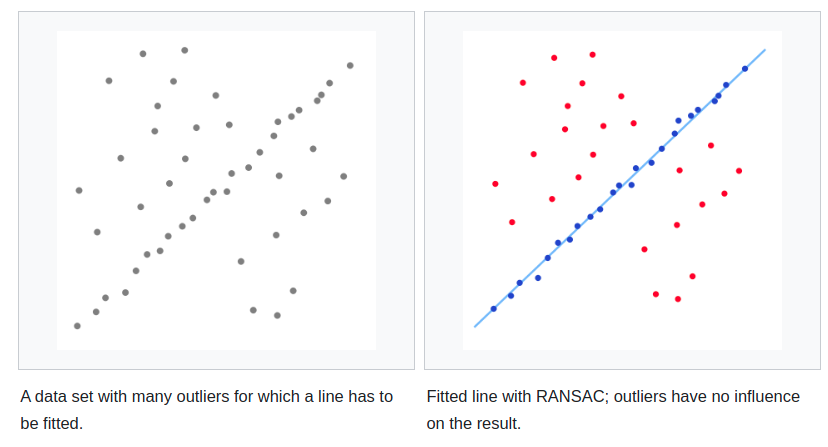 A data set with many outliers for which a line has to
be fitted.
Fitted line with RANSAC; outliers have no influence
on the result.